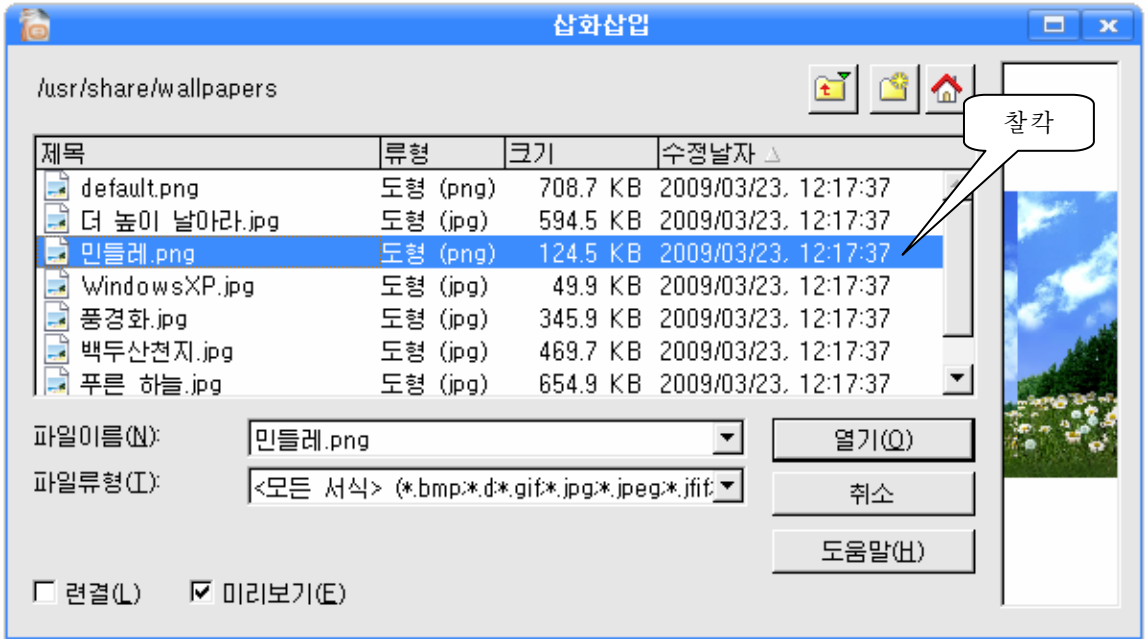 삽화삽입
/usr/share/wallpapers
찰칵
제목 류형 크기 수정날자
default.png 도형 (png) 708.7 KB 2009/03/23, 12:17:37
더 높이 날아라.jpg 도형 (jpg) 594.5 KB 2009/03/23, 12:17:37
민들레.png 도형 (png) 124.5 KB 2009/03/23, 12:17:37
WindowsXP.jpg 도형 (jpg) 49.9 KB 2009/03/23, 12:17:37
풍경화.jpg 도형 (jpg) 345.9 KB 2009/03/23, 12:17:37
백두산천지.jpg 도형 (jpg) 469.7 KB 2009/03/23, 12:17:37
푸른 하늘.jpg 도형 (jpg) 654.9 KB 2009/03/23, 12:17:37
파일이름(N): 민들레.png 열기(O)
파일류형(T): <모든 서식> (*.bmp;*.d*.gif;*.jpg;*.jpeg;*.jfif;
취소
도움말(H)
련결(L) 미리보기(E)